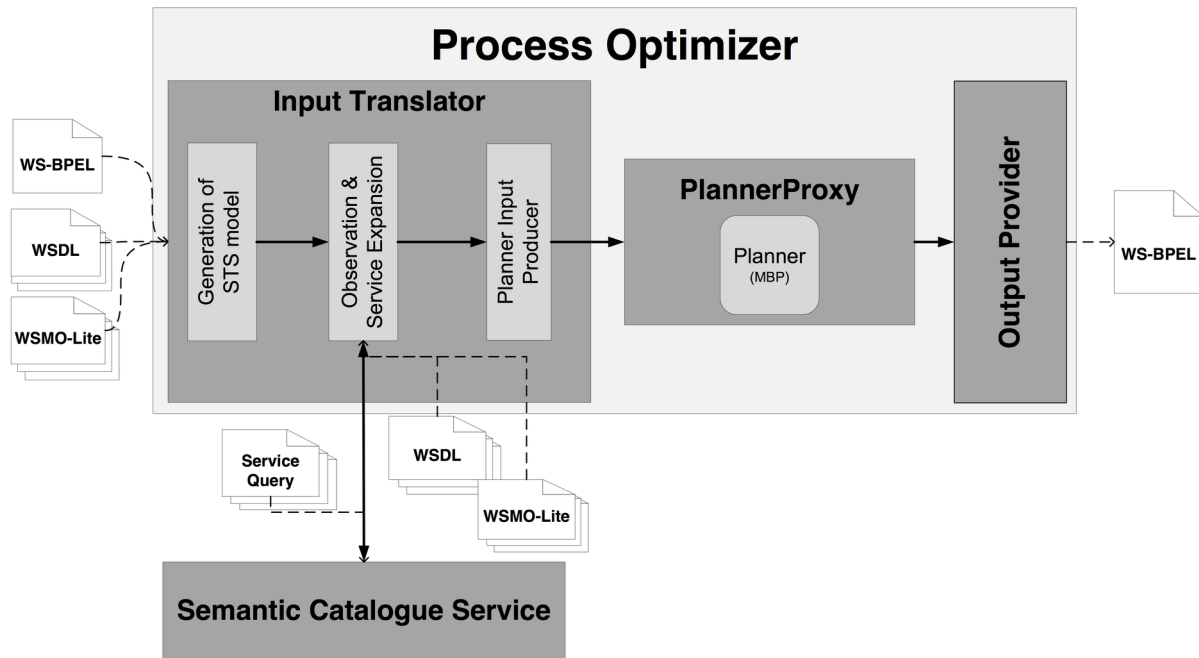 Process Optimizer
Input Translator
WS-BPEL
WSDL
WSMO-Lite
Generation of
STS model
Observation &
Service Expansion
Planner Input
Producer
PlannerProxy
Planner
(MBP)
Output Provider
WS-BPEL
Service
Query
WSDL
WSMO-Lite
Semantic Catalogue Service